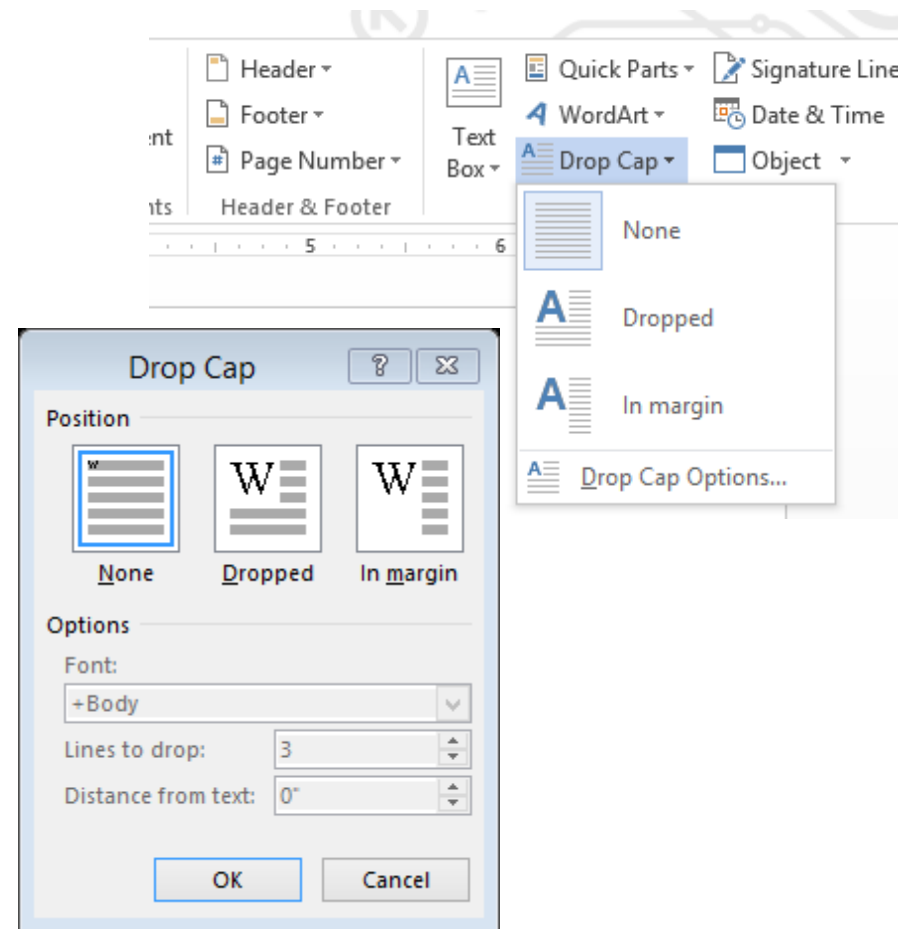 Header
Footer
Page Number
Header & Footer
nt
nts
Text
Box
Quick Parts
WordArt
Drop Cap
Signature Line
Date & Time
Object
5
6
None
Dropped
In margin
Drop Cap Options...
Drop Cap
Position
W
W
W
None
Dropped
In margin
Options
Font:
+Body
Lines to drop: 3
Distance from text: 0"
OK
Cancel